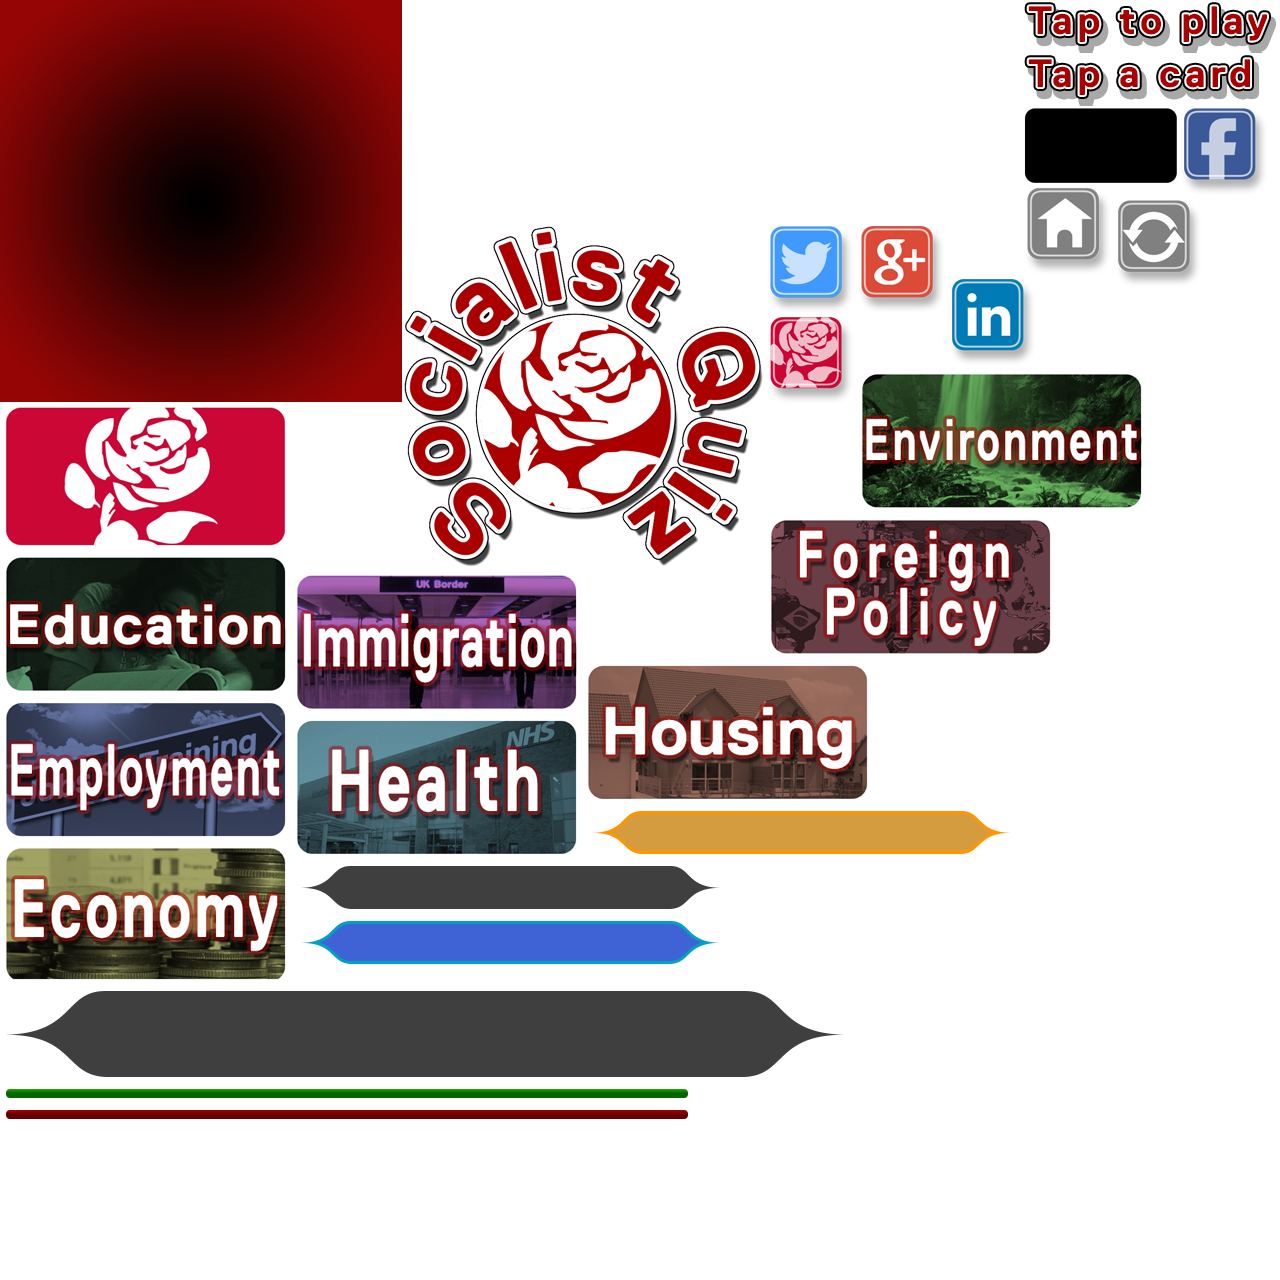 Tap to play
Tap a card
f
g+
in
Socialist Quiz
Environment
Foreign
Policy
Education
UK Border
Immigration
Housing
Training
Employment
NHS
Health
Economy